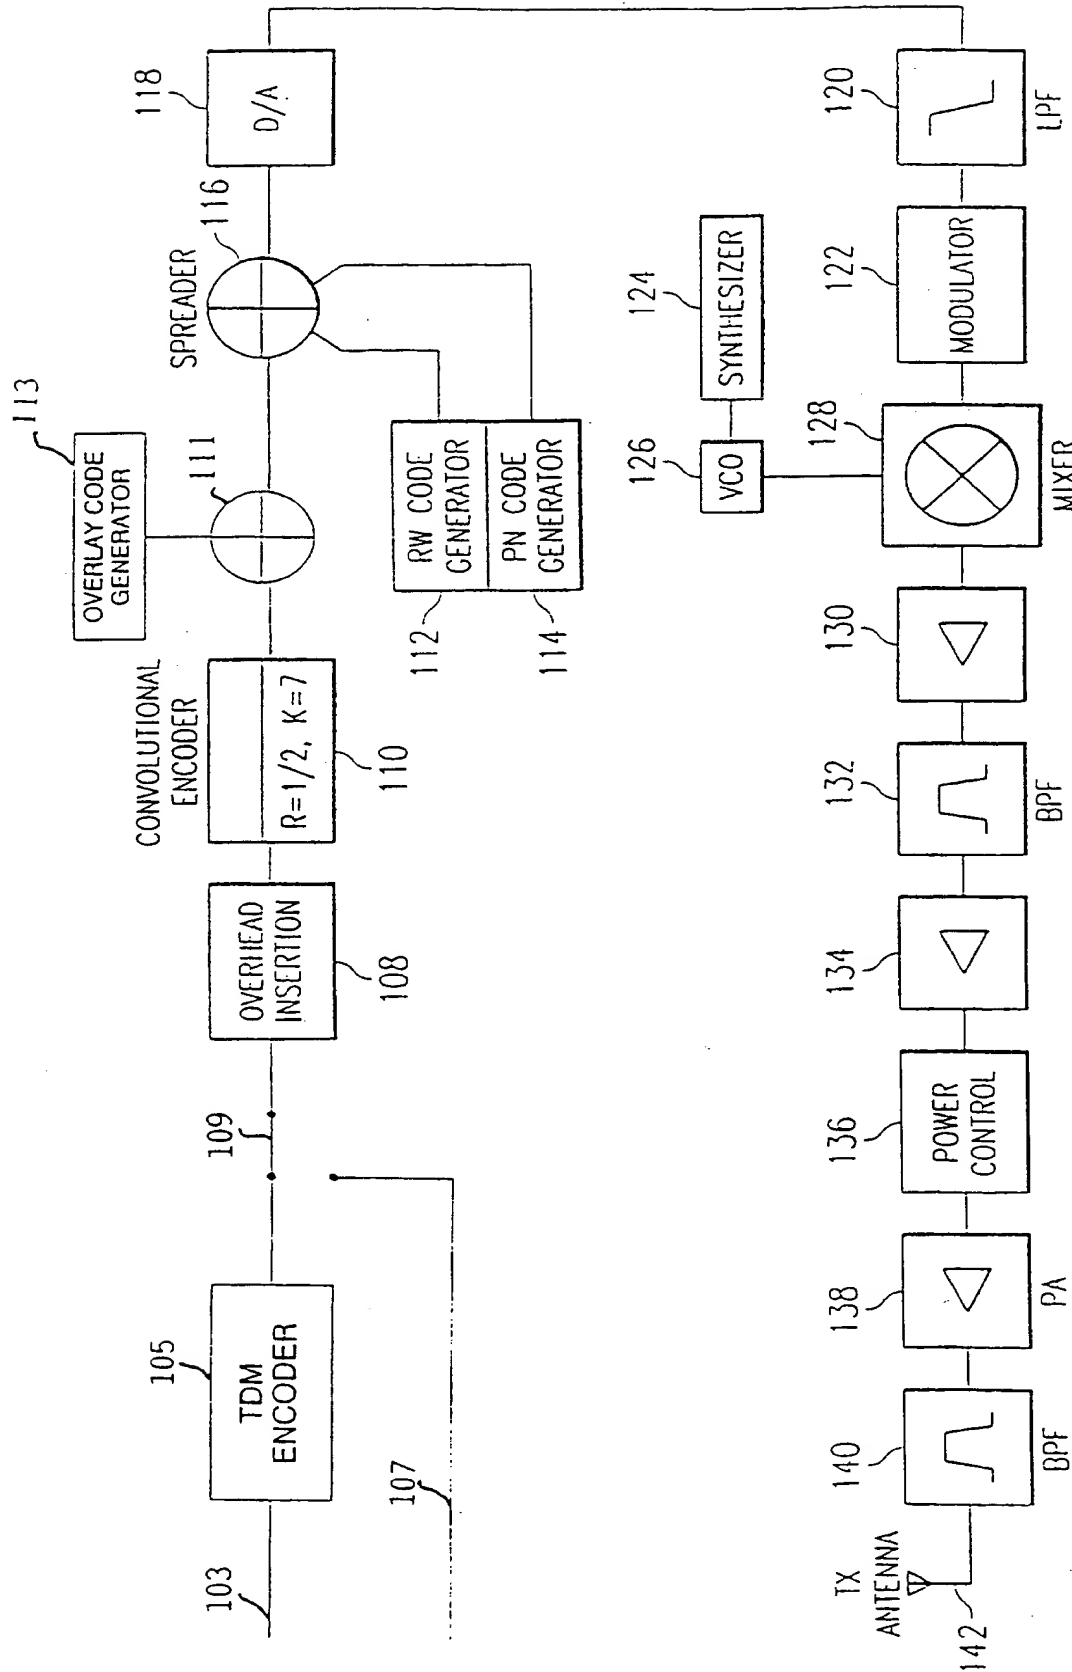 113
OVERLAY CODE
GENERATOR
111
SPREADER
116
118
D/A
CONVOLUTIONAL
ENCODER
R=1/2, K=7
110
OVERHEAD
INSERTION
108
109
105
TDM
ENCODER
103
107
RW CODE
GENERATOR
PN CODE
GENERATOR
112
114
124
SYNTHESIZER
126
VCO
TX
ANTENNA
142
140
BPF
138
PA
136
POWER
CONTROL
134
132
BPF
130
128
MIXER
122
MODULATOR
120
LPF